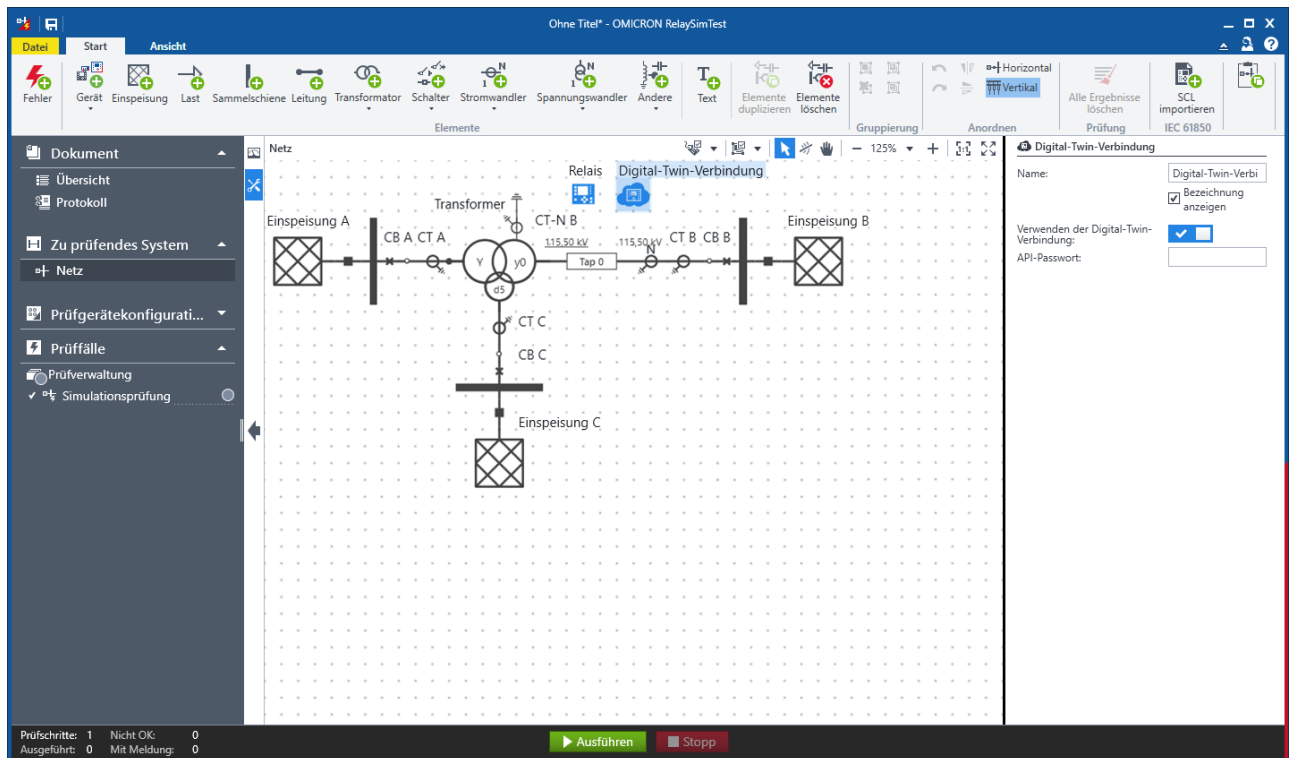 Ohne Titel* - OMICRON RelaySimTest
Datei Start Ansicht
Fehler Gerät Einspeisung Last Sammelschiene Leitung Transformator Schalter Stromwandler Spannungswandler Andere Text Elemente duplizieren Elemente löschen Horizontal Vertikal Alle Ergebnisse löschen SCL importieren
Elemente Gruppierung Anordnen Prüfung IEC 61850
Dokument
Übersicht
Protokoll
Zu prüfendes System
Netz
Prüfgerätekonfigurati...
Prüffälle
Prüfverwaltung
Simulationsprüfung
Netz
125%
Relais Digital-Twin-Verbindung
Transformer
Einspeisung A
CT-N B
Einspeisung B
CB A CT A
115,50 kV 115,50 kV
N
CT B CB B
Y y0
Tap 0
d5
CT C
CB C
Einspeisung C
Digital-Twin-Verbindung
Name: Digital-Twin-Verbi
Bezeichnung
anzeigen
Verwenden der Digital-Twin-
Verbindung:
API-Passwort:
Prüfschritte: 1 Nicht OK: 0
Ausgeführt: 0 Mit Meldung: 0
Ausführen Stopp